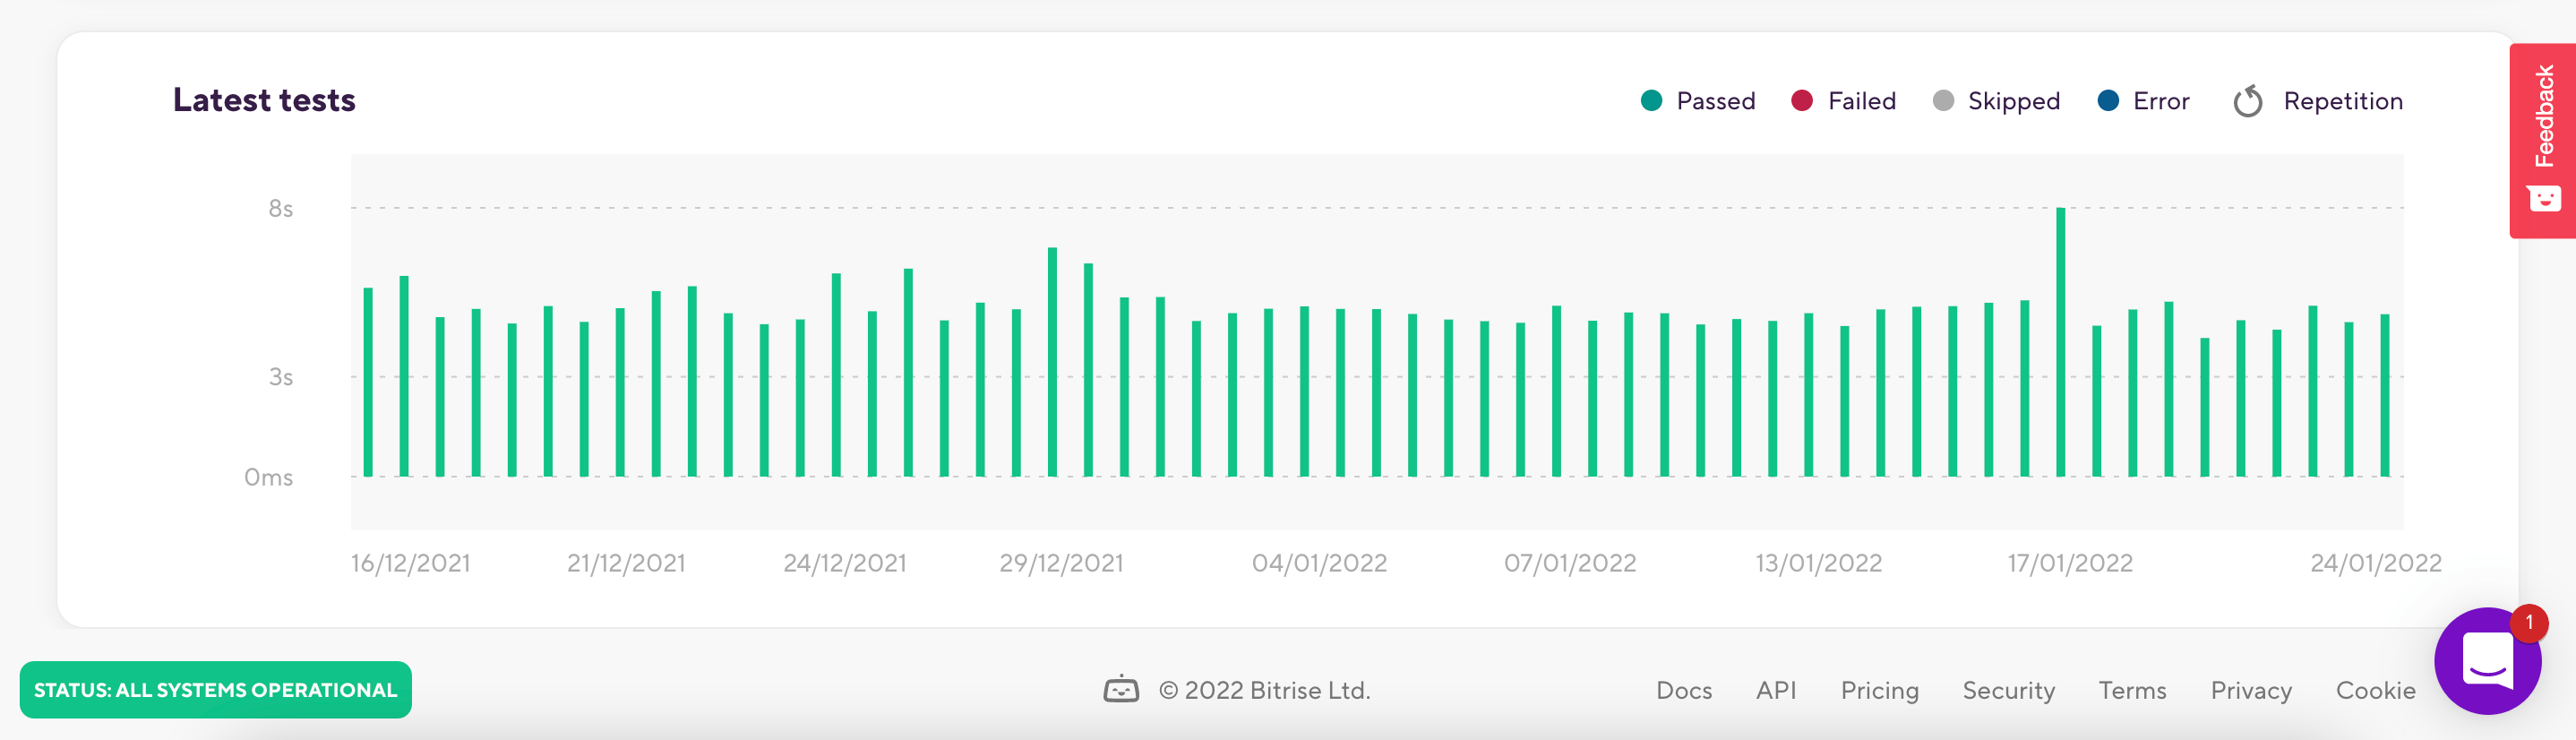 Latest tests
Passed Failed Skipped Error Repetition
Feedback
8s
3s
0ms
16/12/2021 21/12/2021 24/12/2021 29/12/2021 04/01/2022 07/01/2022 13/01/2022 17/01/2022 24/01/2022
1
STATUS: ALL SYSTEMS OPERATIONAL
© 2022 Bitrise Ltd.
Docs API Pricing Security Terms Privacy Cookie